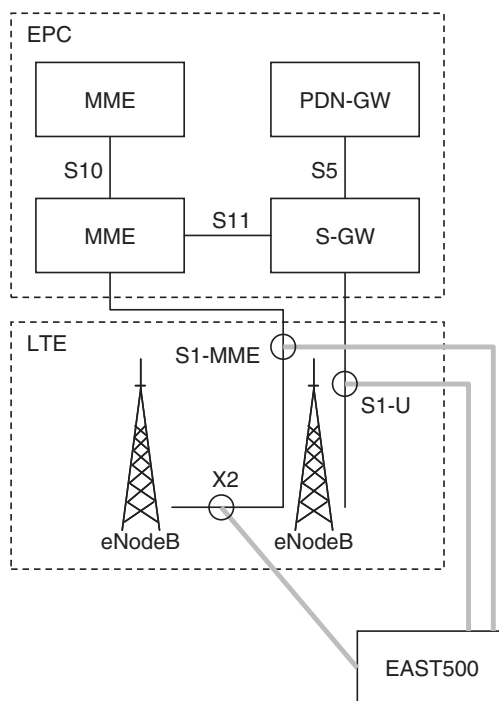 EPC
MME
PDN-GW
S10
S5
MME
S11
S-GW
LTE
S1-MME
S1-U
X2
eNodeB
eNodeB
EAST500